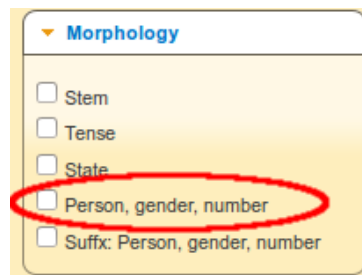 Morphology
Stem
Tense
State
Person, gender, number
Suffx: Person, gender, number